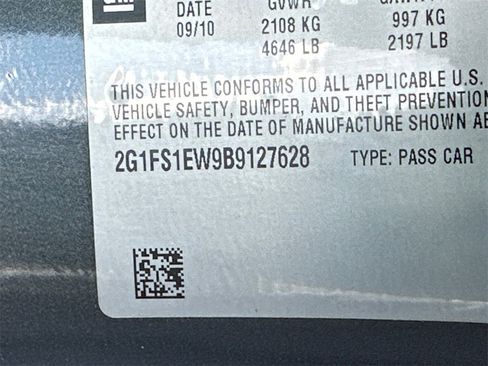 GM
DATE GVWR
09/10 2108 KG 997 KG
4646 LB 2197 LB
THIS VEHICLE CONFORMS TO ALL APPLICABLE U.S.
VEHICLE SAFETY, BUMPER, AND THEFT PREVENTION
EFFECT ON THE DATE OF MANUFACTURE SHOWN
2G1FS1EW9B9127628 TYPE: PASS CAR